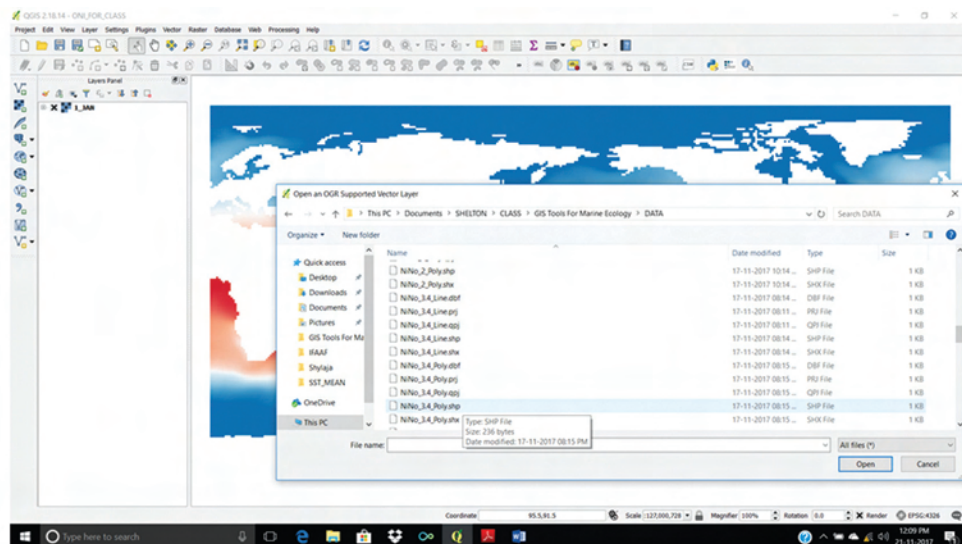 QGIS 2.18.14 - ONI_FOR_CLASS
Project Edit View Layer Settings Plugins Vector Raster Database Web Processing Help
Layers Panel
1_JAN
Open an OGR Supported Vector Layer
This PC > Documents > SHELTON > CLASS > GIS Tools For Marine Ecology > DATA
Search DATA
Organize
New folder
Name Date modified Type Size
Quick access
Desktop
Downloads
Documents
Pictures
GIS Tools For Ma
IFAAF
Shylaja
SST_MEAN
OneDrive
This PC
NiNo_2_Poly.shp 17-11-2017 10:14 ... SHP File 1 KB
NiNo_2_Poly.shx 17-11-2017 10:14 ... SHX File 1 KB
NiNo_3.4_Line.dbf 17-11-2017 08:14 ... DBF File 1 KB
NiNo_3.4_Line.prj 17-11-2017 08:11 ... PRJ File 1 KB
NiNo_3.4_Line.qpj 17-11-2017 08:11 ... QPJ File 1 KB
NiNo_3.4_Line.shp 17-11-2017 08:14 ... SHP File 1 KB
NiNo_3.4_Line.shx 17-11-2017 08:14 ... SHX File 1 KB
NiNo_3.4_Poly.dbf 17-11-2017 08:15 ... DBF File 1 KB
NiNo_3.4_Poly.prj 17-11-2017 08:15 ... PRJ File 1 KB
NiNo_3.4_Poly.qpj 17-11-2017 08:15 ... QPJ File 1 KB
NiNo_3.4_Poly.shp 17-11-2017 08:15 ... SHP File 1 KB
NiNo_3.4_Poly.shx 17-11-2017 08:15 ... SHX File 1 KB
Type: SHP File
Size: 236 bytes
Date modified: 17-11-2017 08:15 PM
File name:
All files (*)
Open Cancel
Coordinate 95.5,91.5 Scale 1:127,000,728 Magnifier 100% Rotation 0.0 Render EPSG:4326
Type here to search
12:09 PM
21-11-2017